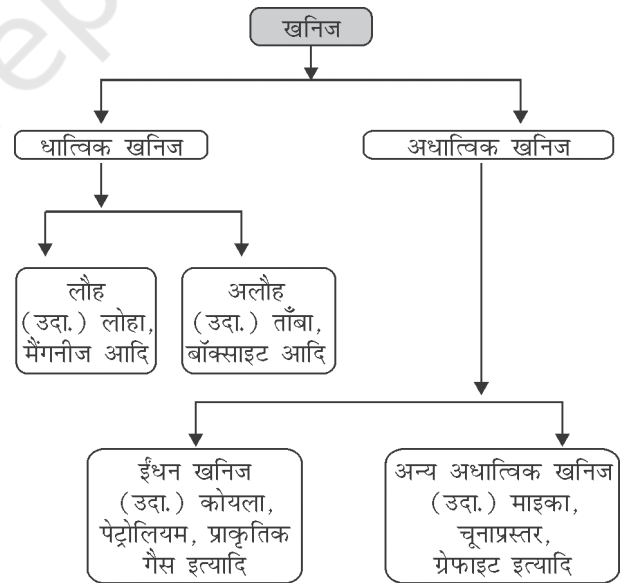 खनिज
धात्विक खनिज
अधात्विक खनिज
लौह
(उदा.) लोहा,
मैंगनीज आदि
अलौह
(उदा.) ताँबा,
बॉक्साइट आदि
ईंधन खनिज
(उदा.) कोयला,
पेट्रोलियम, प्राकृतिक
गैस इत्यादि
अन्य अधात्विक खनिज
(उदा.) माइका,
चूनाप्रस्तर,
ग्रेफाइट इत्यादि